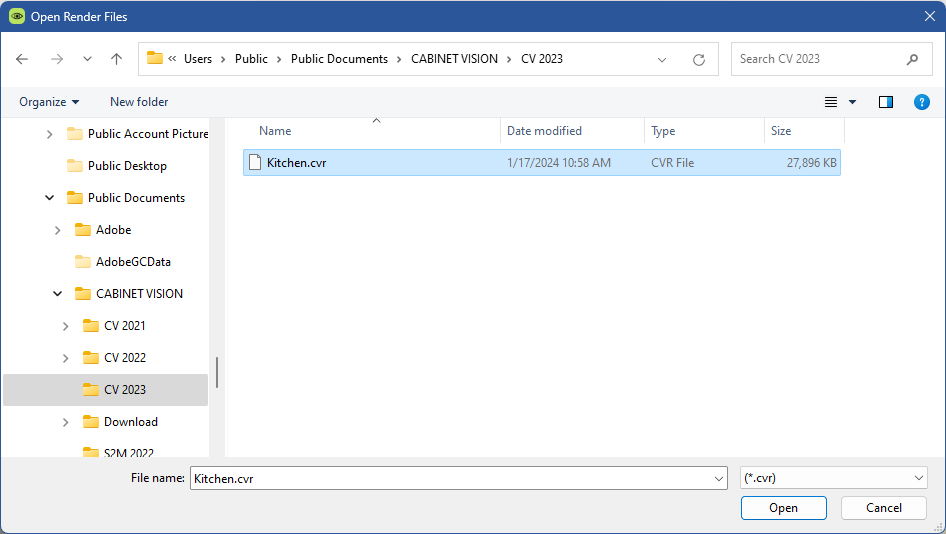 Open Render Files
« Users > Public > Public Documents > CABINET VISION > CV 2023
Search CV 2023
Organize New folder
Name Date modified Type Size
Kitchen.cvr 1/17/2024 10:58 AM CVR File 27,896 KB
Public Account Picture
Public Desktop
Public Documents
Adobe
AdobeGCData
CABINET VISION
CV 2021
CV 2022
CV 2023
Download
S2M 2022
File name: Kitchen.cvr (*.cvr)
Open Cancel